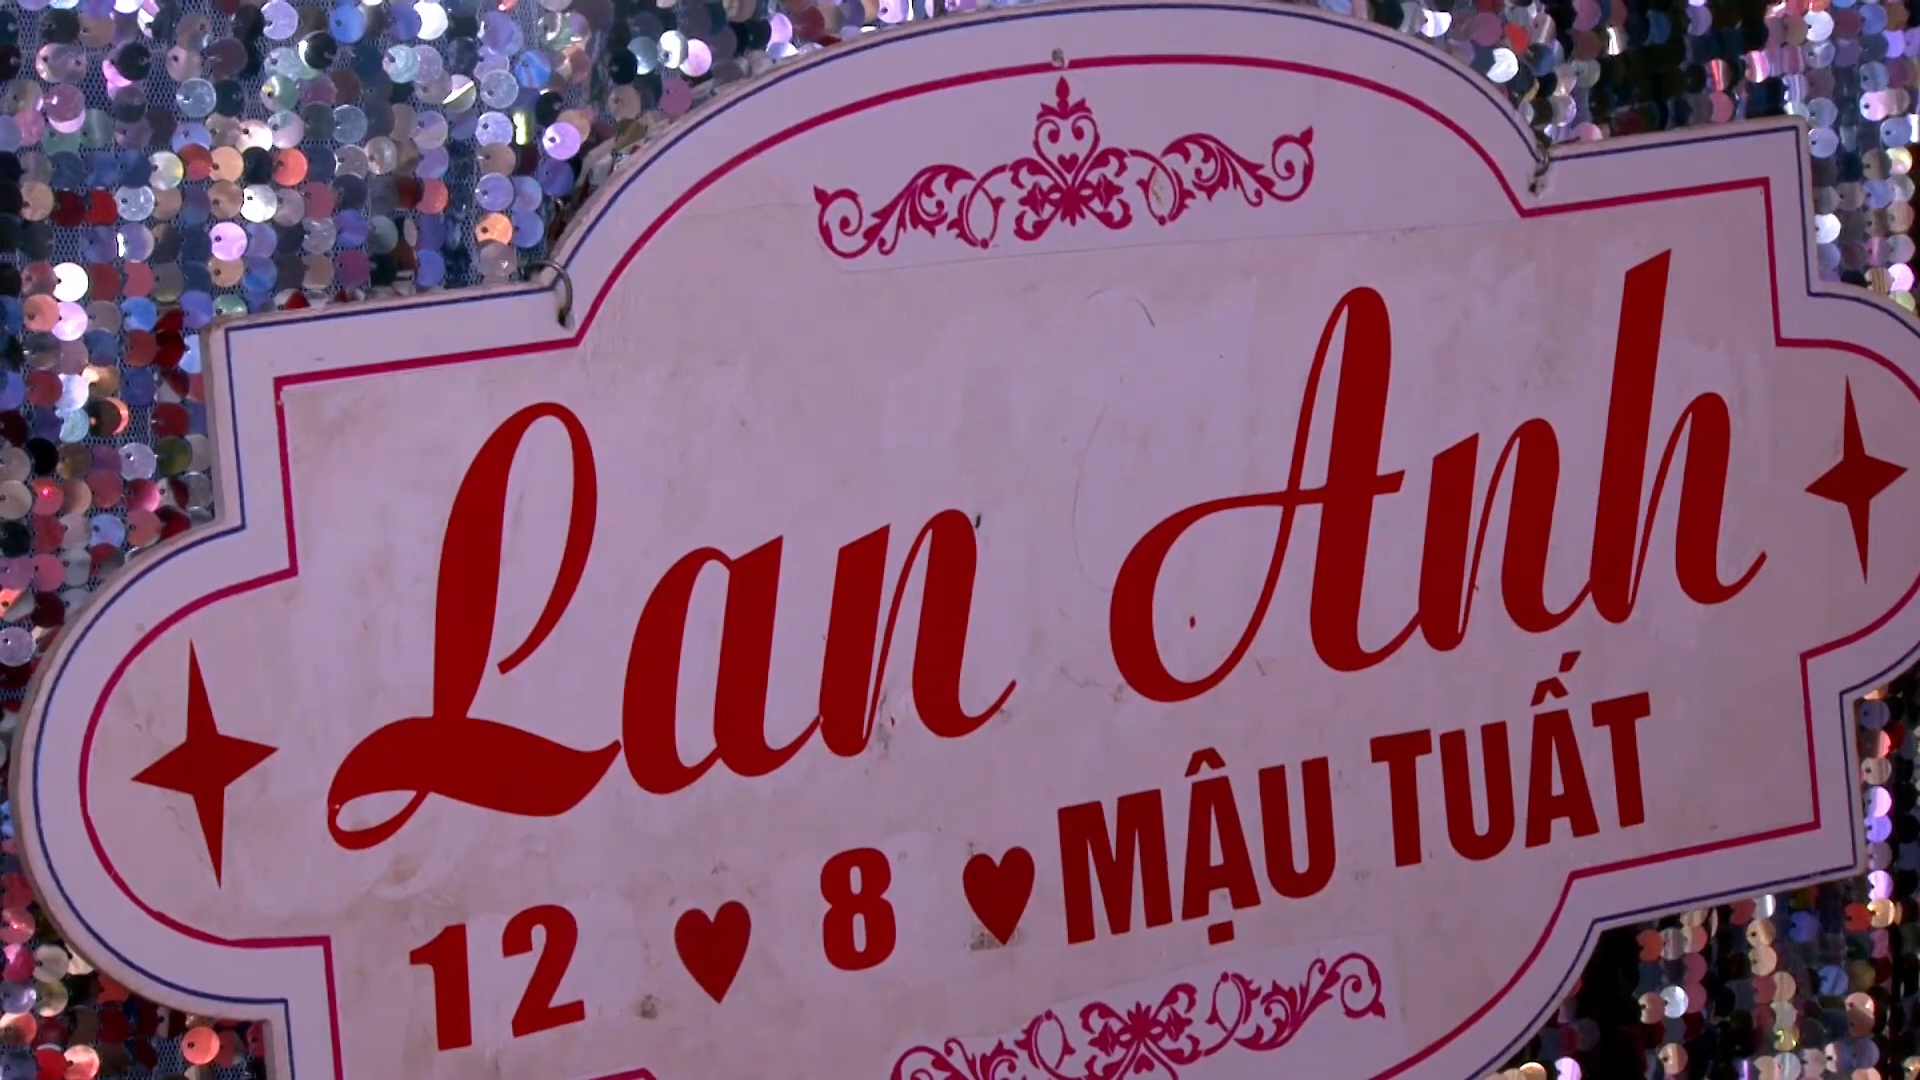 Lan Anh
12 ♥ 8 ♥ MẬU TUẤT